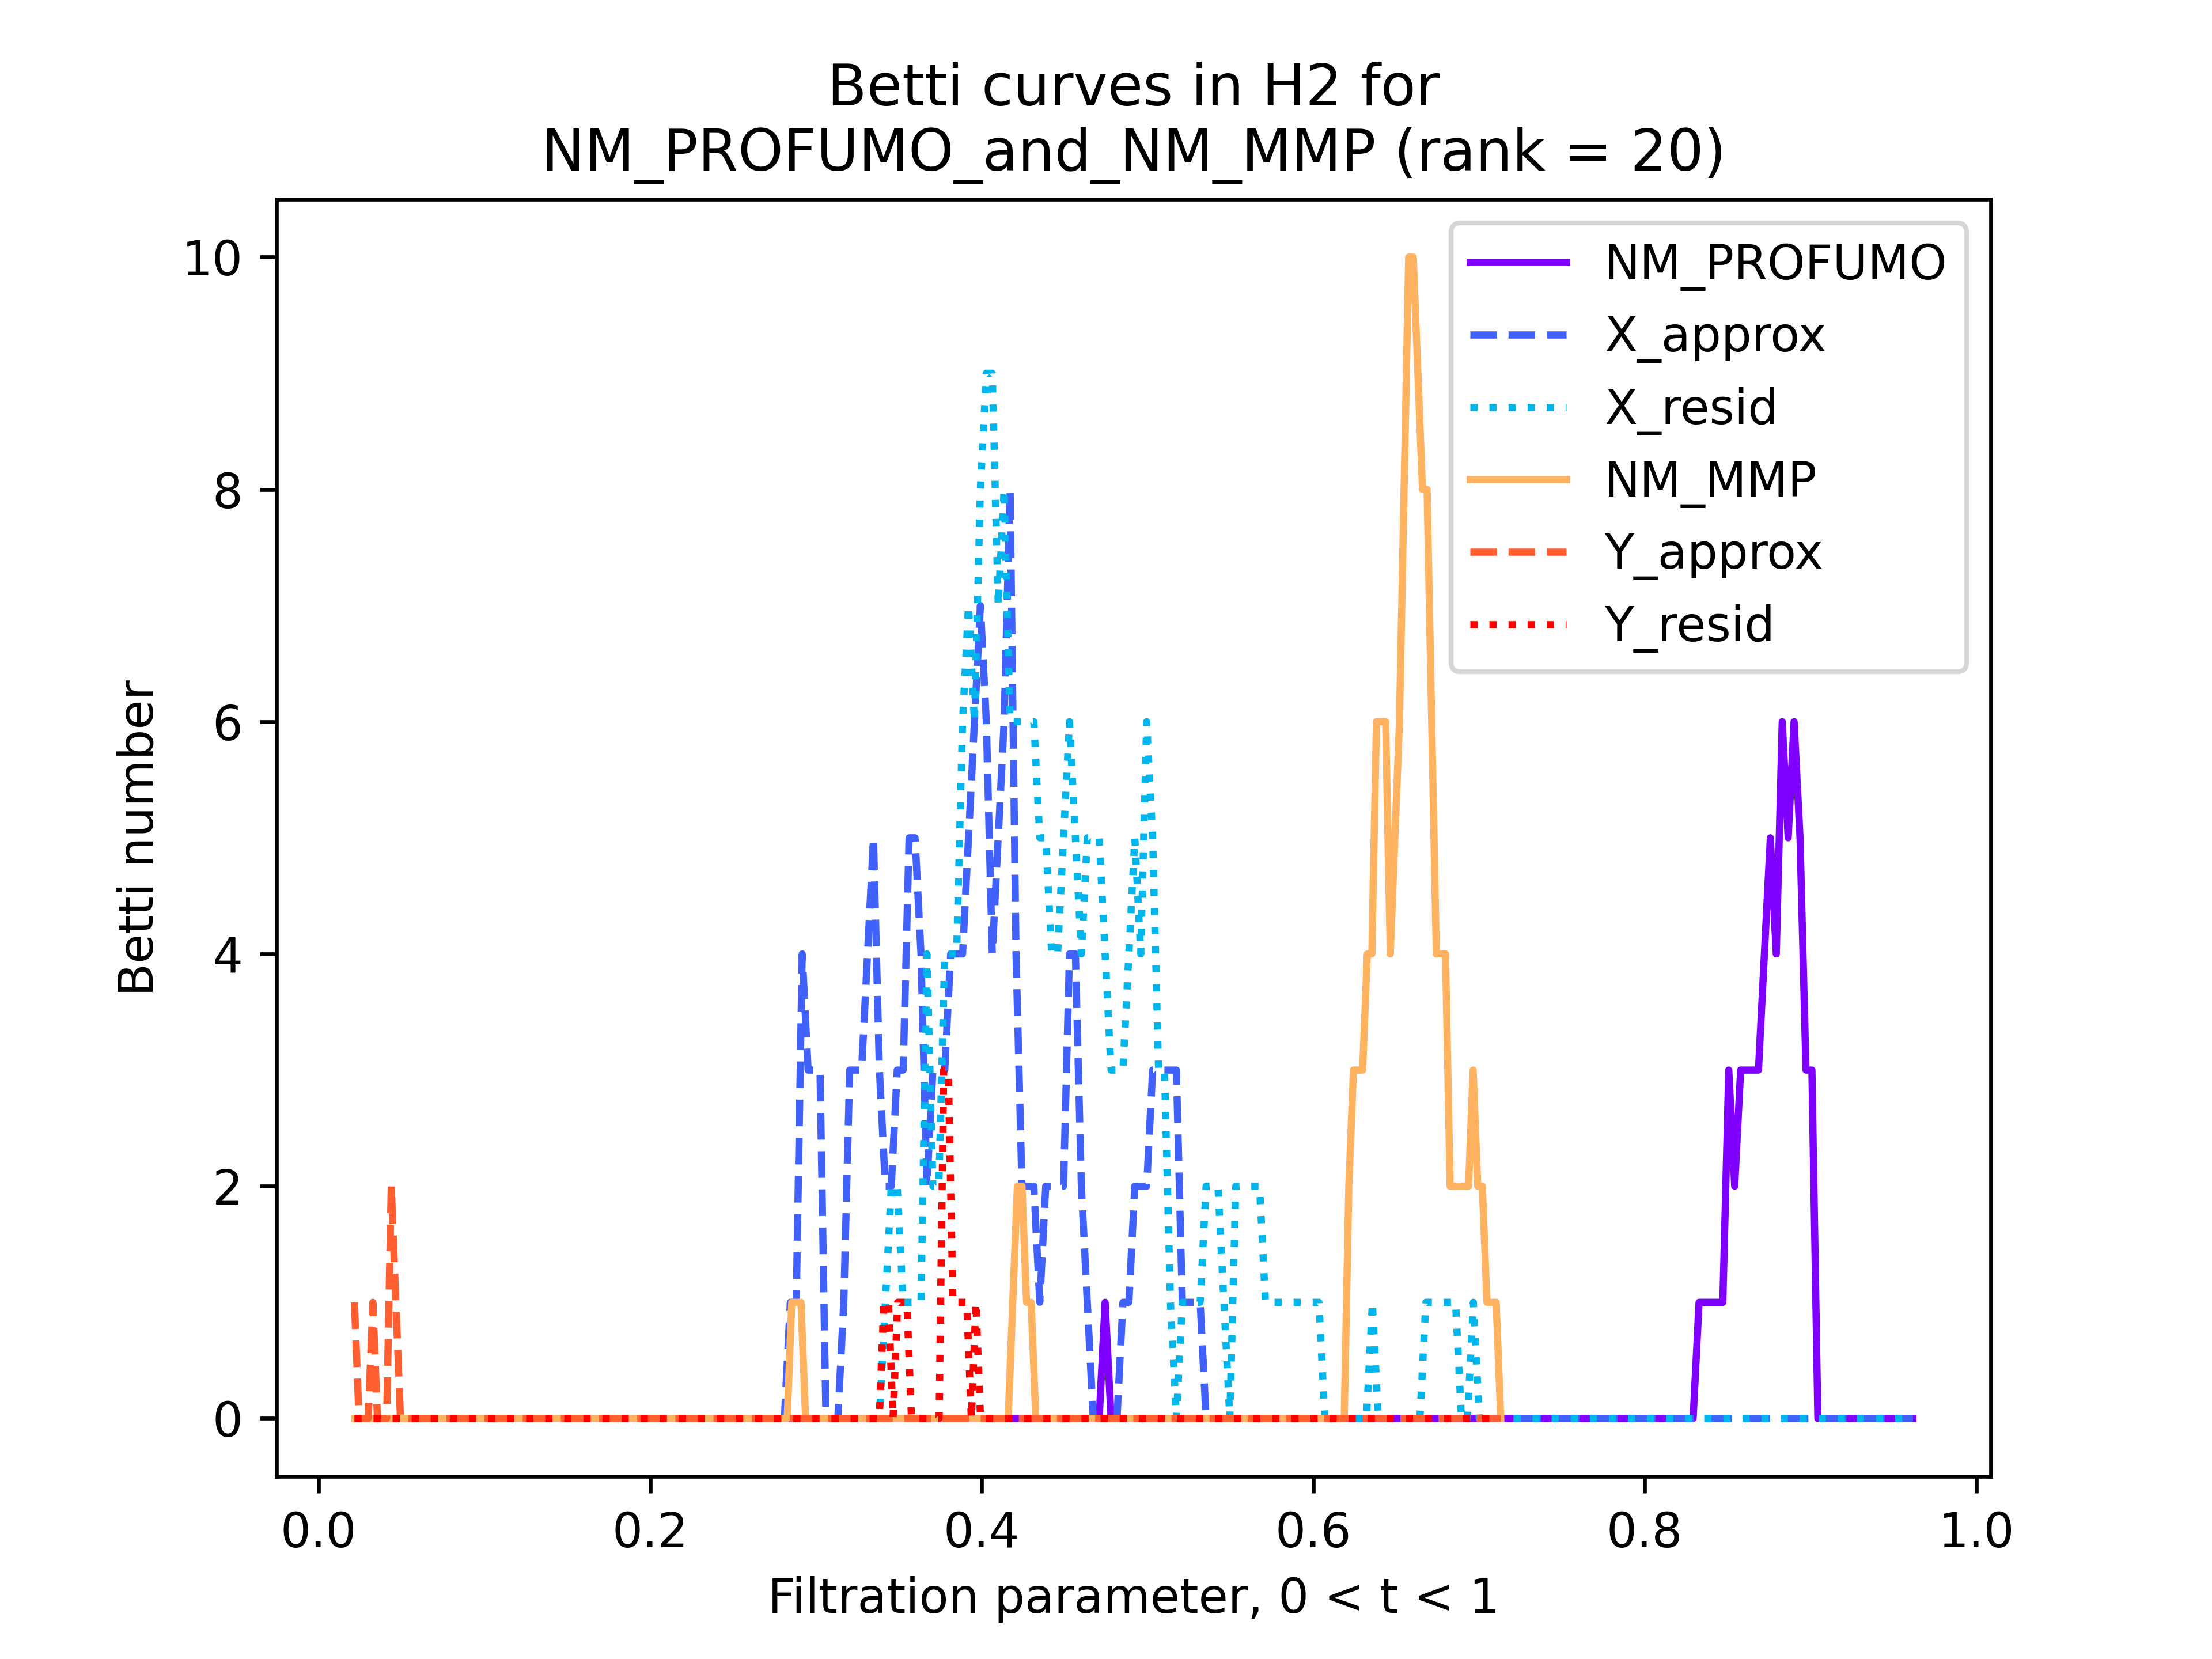 Betti curves in H2 for
NM_PROFUMO_and_NM_MMP (rank = 20)
NM_PROFUMO
X_approx
X_resid
NM_MMP
Y_approx
Y_resid
Betti number
10
8
6
4
2
0
0.0 0.2 0.4 0.6 0.8 1.0
Filtration parameter, 0 < t < 1